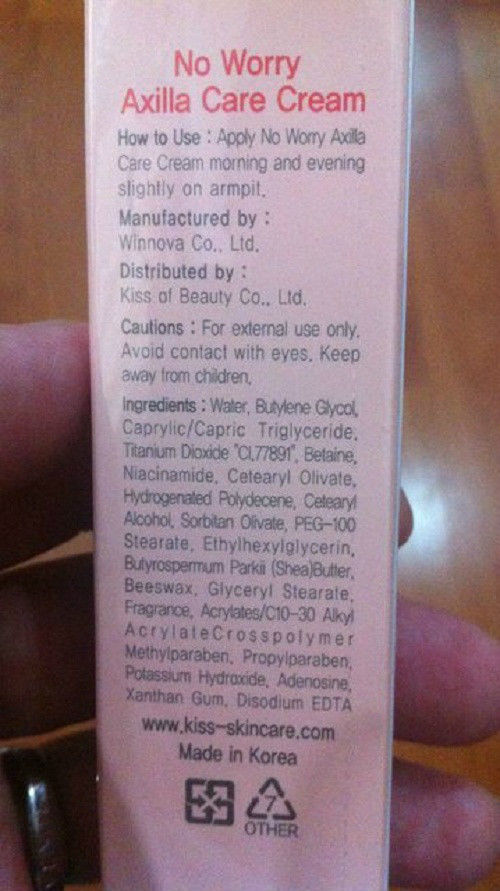 No Worry
Axilla Care Cream
How to Use : Apply No Worry Axilla
Care Cream morning and evening
slightly on armpit.
Manufactured by :
Winnova Co., Ltd.
Distributed by :
Kiss of Beauty Co., Ltd.
Cautions : For external use only.
Avoid contact with eyes. Keep
away from children.
Ingredients : Water, Butylene Glycol,
Caprylic/Capric Triglyceride,
Titanium Dioxide "CI,77891", Betaine,
Niacinamide, Cetearyl Olivate,
Hydrogenated Polydecene, Cetearyl
Alcohol, Sorbitan Olivate, PEG-100
Stearate, Ethylhexylglycerin,
Butyrospermum Parkii (Shea)Butter,
Beeswax, Glyceryl Stearate,
Fragrance, Acrylates/C10-30 Alkyl
AcrylateCrosspolymer
Methylparaben, Propylparaben,
Potassium Hydroxide, Adenosine,
Xanthan Gum, Disodium EDTA
www.kiss-skincare.com
Made in Korea
7
OTHER